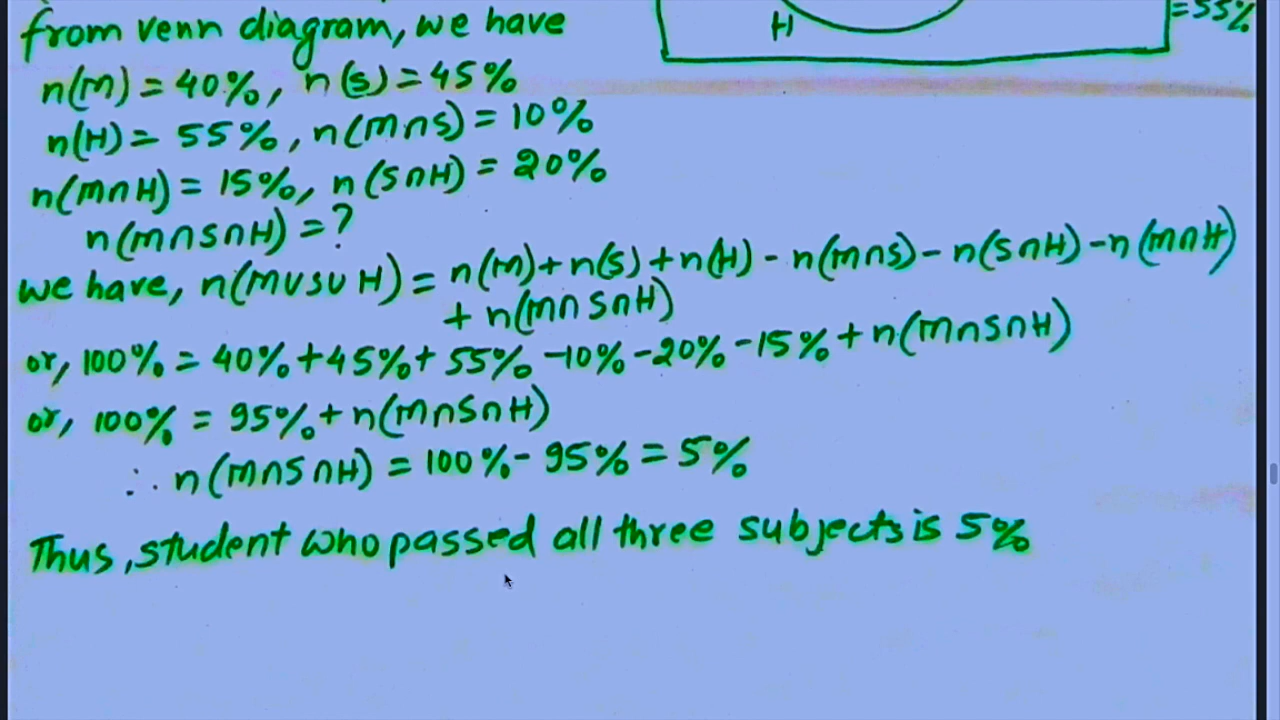 from venn diagram, we have
H
=55%
n(M) = 40%, n(S) = 45%
n(H) = 55%, n(M∩S) = 10%
n(M∩H) = 15%, n(S∩H) = 20%
n(M∩S∩H) = ?
we have, n(M∪S∪H) = n(M) + n(S) + n(H) - n(M∩S) - n(S∩H) - n(M∩H)
+ n(M∩S∩H)
or, 100% = 40% + 45% + 55% - 10% - 20% - 15% + n(M∩S∩H)
or, 100% = 95% + n(M∩S∩H)
∴ n(M∩S∩H) = 100% - 95% = 5%
Thus, student who passed all three subjects is 5%